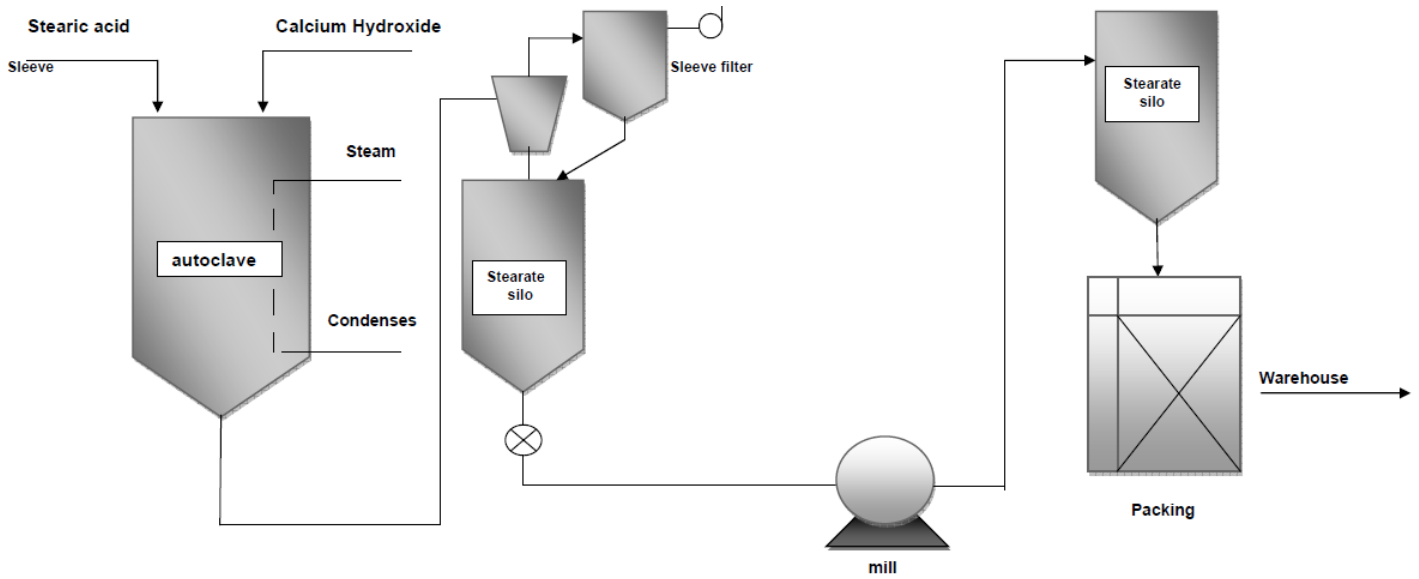 Stearic acid
Calcium Hydroxide
Sleeve
Sleeve filter
Steam
autoclave
Condenses
Stearate
silo
Stearate
silo
mill
Packing
Warehouse